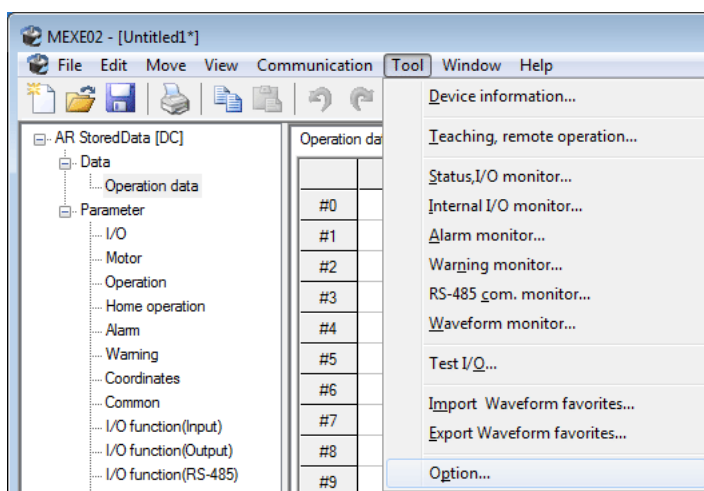 MEXE02 - [Untitled1*]
File Edit Move View Communication Tool Window Help
AR StoredData [DC]
Data
Operation data
Parameter
I/O
Motor
Operation
Home operation
Alarm
Warning
Coordinates
Common
I/O function(Input)
I/O function(Output)
I/O function(RS-485)
Operation da
#0
#1
#2
#3
#4
#5
#6
#7
#8
#9
Device information...
Teaching, remote operation...
Status,I/O monitor...
Internal I/O monitor...
Alarm monitor...
Warning monitor...
RS-485 com. monitor...
Waveform monitor...
Test I/O...
Import Waveform favorites...
Export Waveform favorites...
Option...